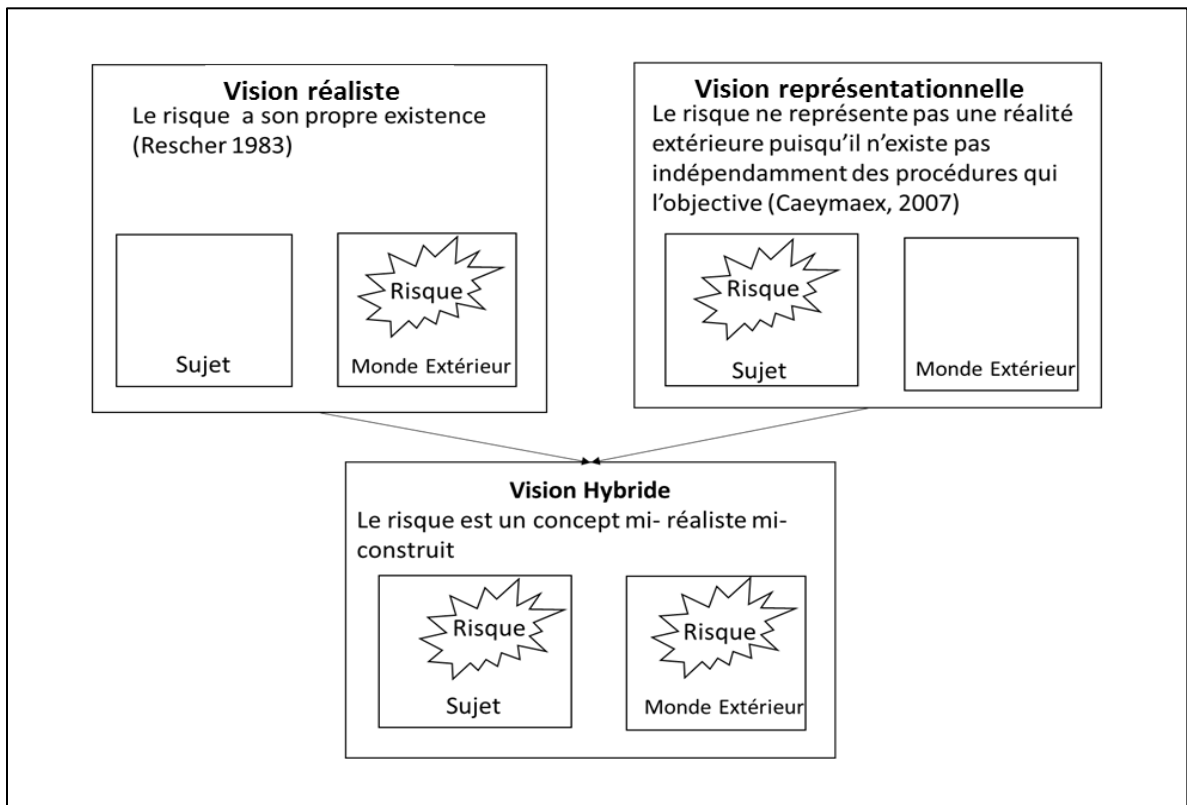 Vision réaliste
Le risque a son propre existence
(Rescher 1983)
Sujet
Risque
Monde Extérieur
Vision représentationnelle
Le risque ne représente pas une réalité
extérieure puisqu'il n'existe pas
indépendamment des procédures qui
l'objective (Caeymaex, 2007)
Risque
Sujet
Monde Extérieur
Vision Hybride
Le risque est un concept mi- réaliste mi-
construit
Risque
Sujet
Risque
Monde Extérieur